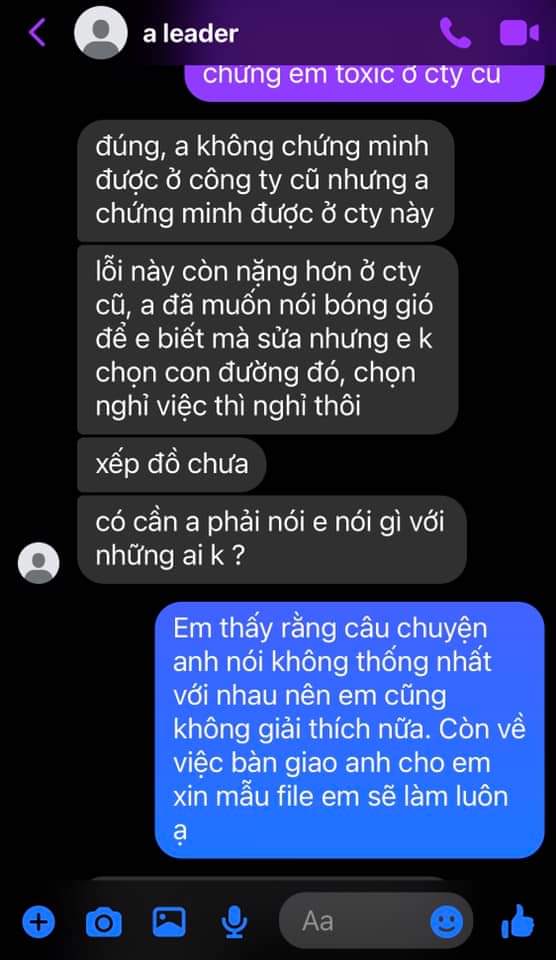 a leader
chứng em toxic ở cty cũ
đúng, a không chứng minh
được ở công ty cũ nhưng a
chứng minh được ở cty này
lỗi này còn nặng hơn ở cty
cũ, a đã muốn nói bóng gió
để e biết mà sửa nhưng e k
chọn con đường đó, chọn
nghỉ việc thì nghỉ thôi
xếp đồ chưa
có cần a phải nói e nói gì với
những ai k ?
Em thấy rằng câu chuyện
anh nói không thống nhất
với nhau nên em cũng
không giải thích nữa. Còn về
việc bàn giao anh cho em
xin mẫu file em sẽ làm luôn
ạ
Aa